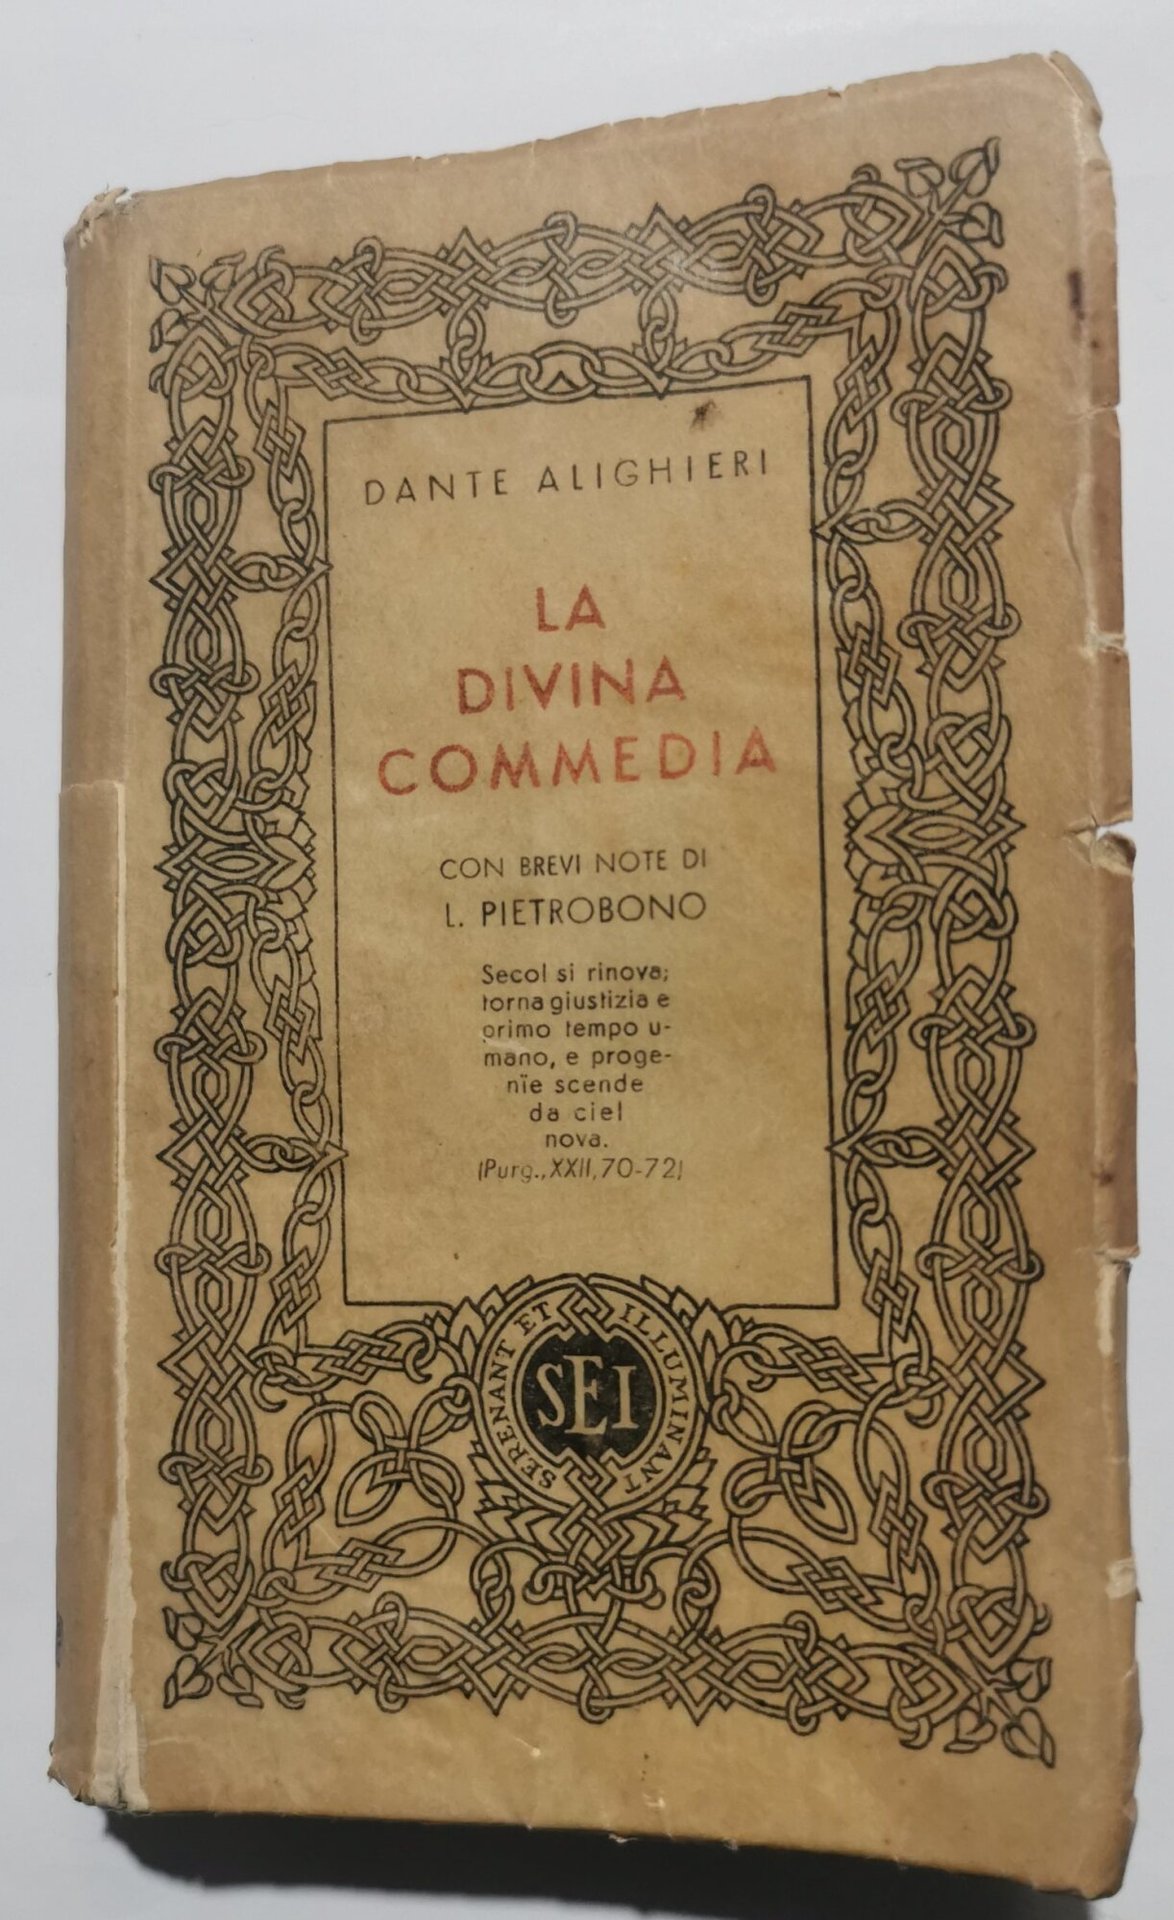 DANTE ALIGHIERI
LA
DIVINA
COMMEDIA
CON BREVI NOTE DI
L. PIETROBONO
Secol si rinova;
torna giustizia e
primo tempo u-
mano, e proge-
nïe scende
da ciel
nova.
(Purg., XXII, 70-72)
SERENANT ET ILLUMINANT
SEI